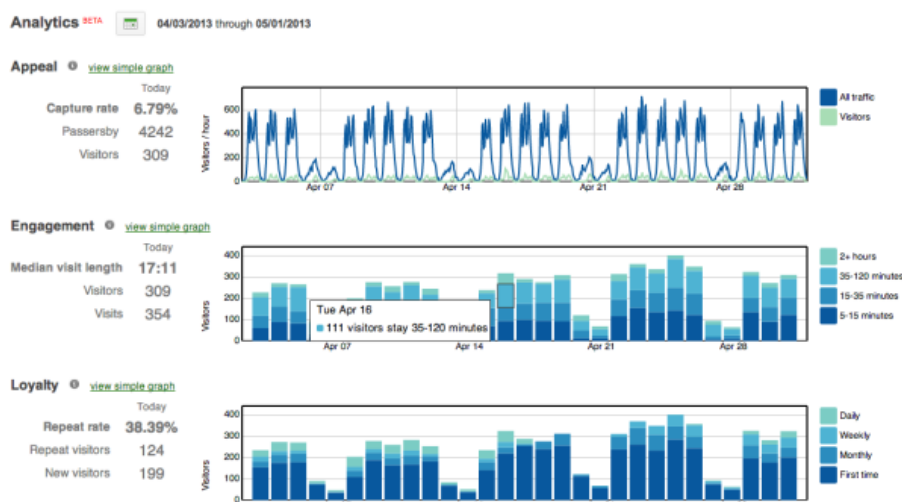 Analytics BETA 04/03/2013 through 05/01/2013
Appeal view simple graph
Today
Capture rate 6.79%
Passersby 4242
Visitors 309
Visitors / hour
600
400
200
0
Apr 07 Apr 14 Apr 21 Apr 28
All traffic
Visitors
Engagement view simple graph
Today
Median visit length 17:11
Visitors 309
Visits 354
Visitors
400
300
200
100
0
Tue Apr 16
111 visitors stay 35-120 minutes
Apr 07 Apr 14 Apr 21 Apr 28
2+ hours
35-120 minutes
15-35 minutes
5-15 minutes
Loyalty view simple graph
Today
Repeat rate 38.39%
Repeat visitors 124
New visitors 199
Visitors
400
300
200
100
0
Daily
Weekly
Monthly
First time